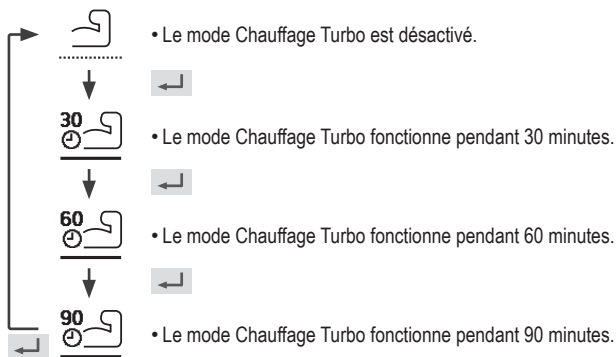 • Le mode Chauffage Turbo est désactivé.
30
• Le mode Chauffage Turbo fonctionne pendant 30 minutes.
60
• Le mode Chauffage Turbo fonctionne pendant 60 minutes.
90
• Le mode Chauffage Turbo fonctionne pendant 90 minutes.